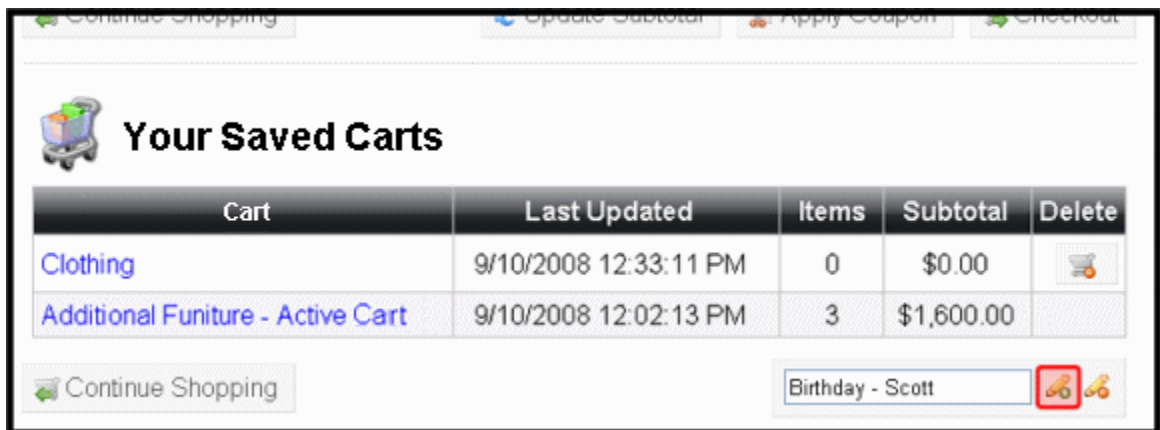 Continue Shopping Update Subtotal Apply Coupon Checkout
Your Saved Carts
Cart Last Updated Items Subtotal Delete
Clothing 9/10/2008 12:33:11 PM 0 $0.00
Additional Funiture - Active Cart 9/10/2008 12:02:13 PM 3 $1,600.00
Continue Shopping Birthday - Scott